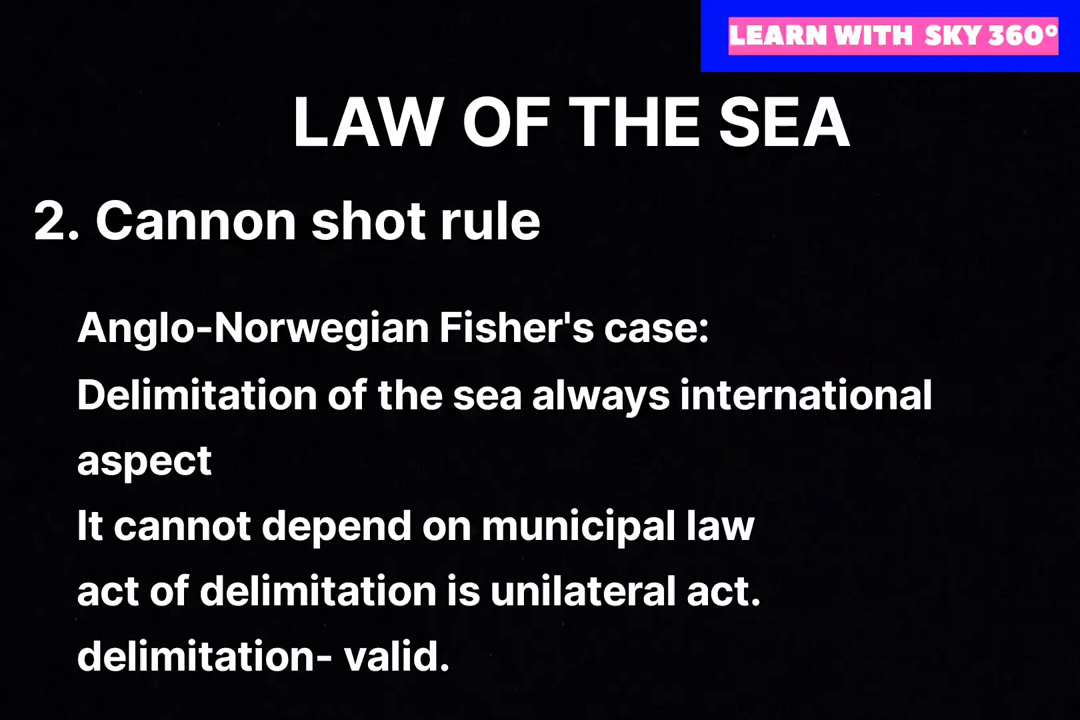 LEARN WITH SKY 360°
LAW OF THE SEA
2. Cannon shot rule
Anglo-Norwegian Fisher's case:
Delimitation of the sea always international
aspect
It cannot depend on municipal law
act of delimitation is unilateral act.
delimitation- valid.